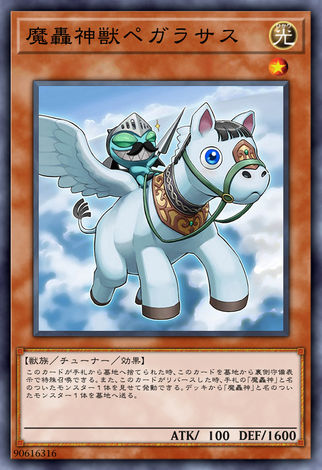 魔轟神獣ペガラサス
光
【獣族／チューナー／効果】
このカードが手札から墓地へ捨てられた時、このカードを墓地から裏側守備表
示で特殊召喚できる。また、このカードがリバースした時、手札の「魔轟神」と名
のついたモンスター１体を見せて発動できる。デッキから「魔轟神」と名のつい
たモンスター１体を墓地へ送る。
ATK/ 100 DEF/1600
90616316